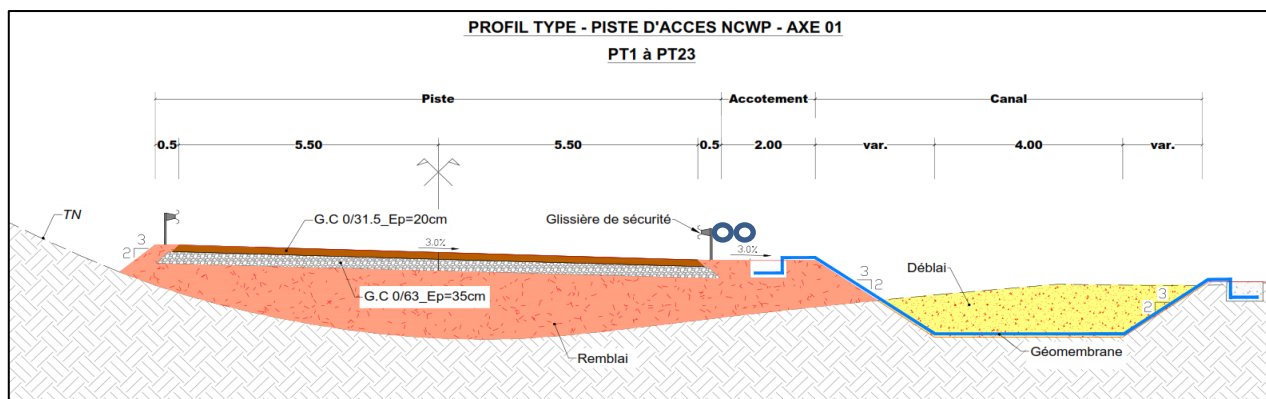 PROFIL TYPE - PISTE D'ACCES NCWP - AXE 01
PT1 à PT23
Piste Accotement Canal
0.5 5.50 5.50 0.5 2.00 var. 4.00 var.
TN
G.C 0/31.5_Ep=20cm
Glissière de sécurité
3
2
3.0%
3.0%
3
2
Déblai
3
2
G.C 0/63_Ep=35cm
Remblai
Géomembrane